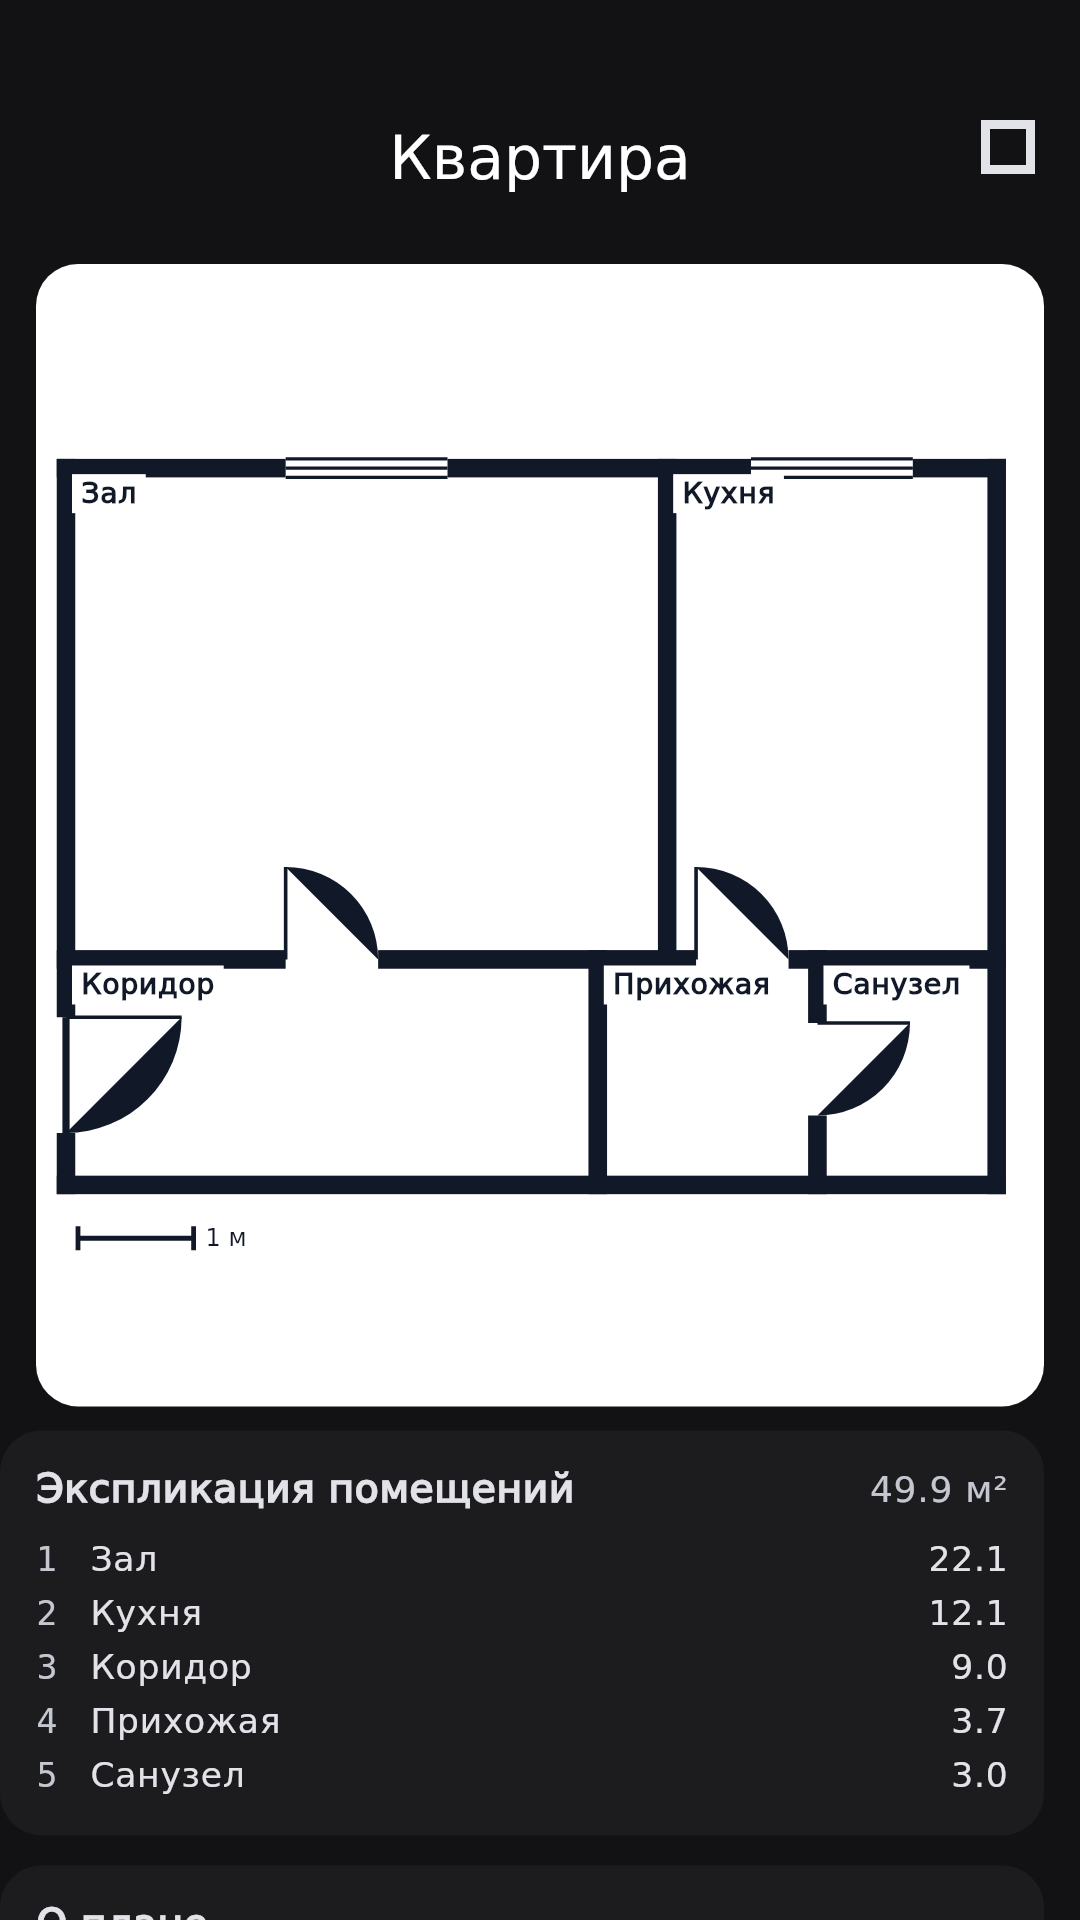 Квартира
Зал
Кухня
Коридор
Прихожая
Санузел
1 м
Экспликация помещений 49.9 м²
1 Зал 22.1
2 Кухня 12.1
3 Коридор 9.0
4 Прихожая 3.7
5 Санузел 3.0
О плане